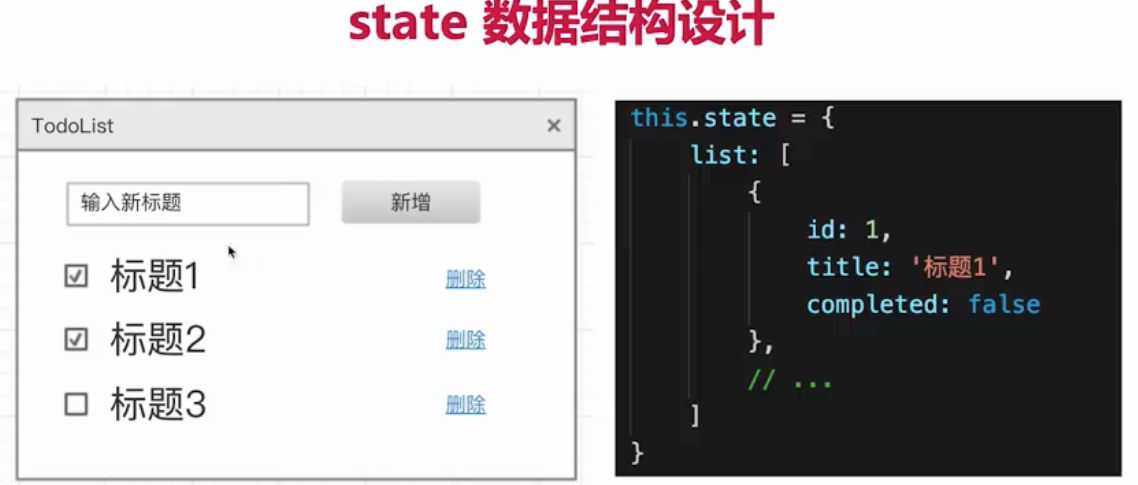 state 数据结构设计
TodoList ×
输入新标题 新增
标题1 删除
标题2 删除
标题3 删除
this.state = {
list: [
{
id: 1,
title: '标题1',
completed: false
},
// ...
]
}